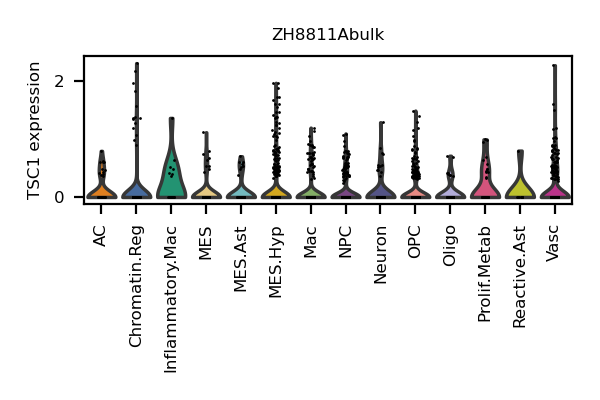 ZH8811Abulk
TSC1 expression
2
0
AC
Chromatin.Reg
Inflammatory.Mac
MES
MES.Ast
MES.Hyp
Mac
NPC
Neuron
OPC
Oligo
Prolif.Metab
Reactive.Ast
Vasc